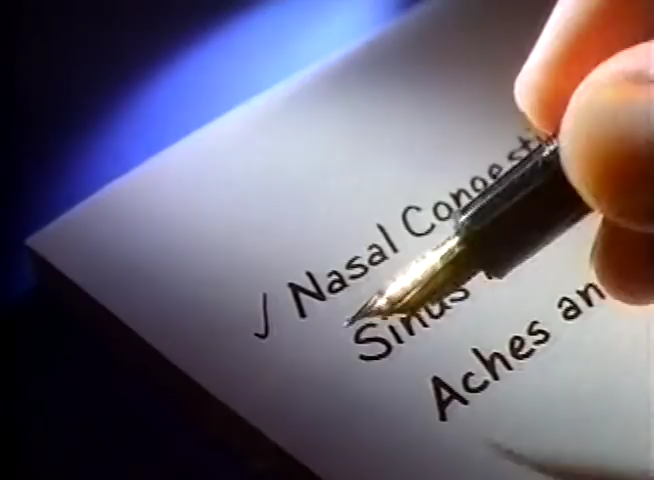 ✓ Nasal Congest
Sinus
Aches an